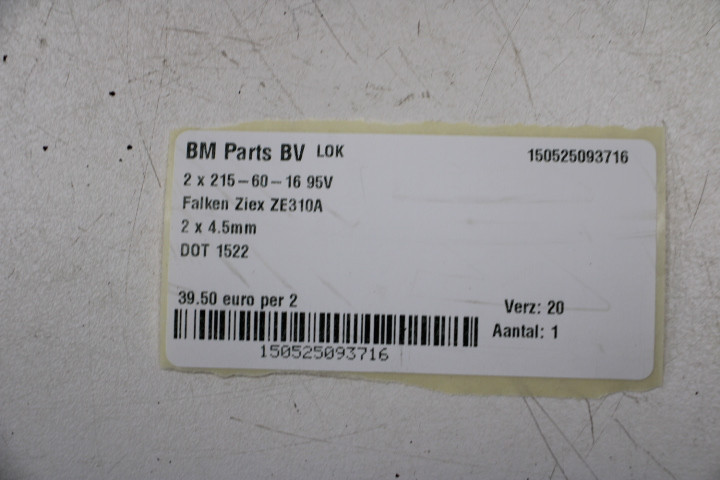 BM Parts BV LOK 150525093716
2 x 215-60-16 95V
Falken Ziex ZE310A
2 x 4.5mm
DOT 1522
39.50 euro per 2
Verz: 20
Aantal: 1
150525093716